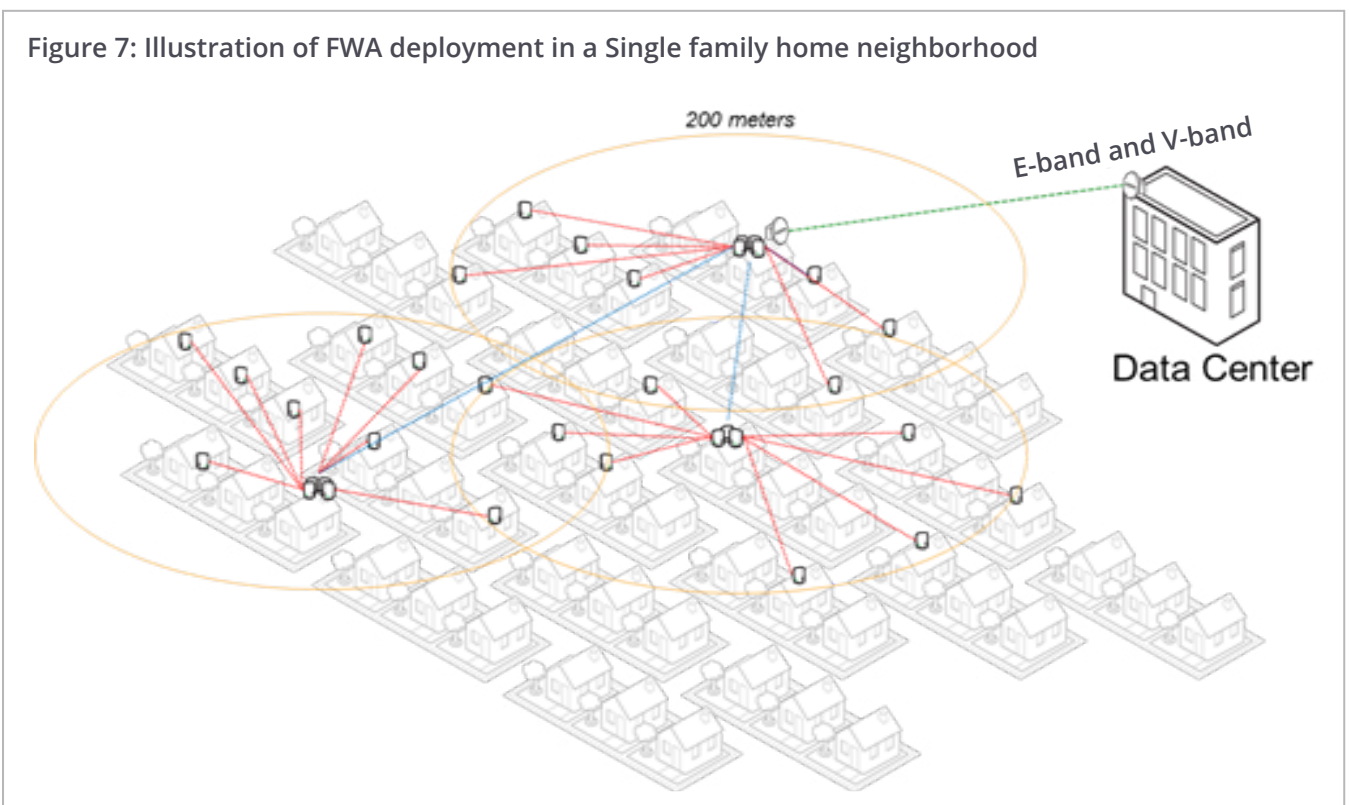 Figure 7: Illustration of FWA deployment in a Single family home neighborhood
200 meters
E-band and V-band
Data Center